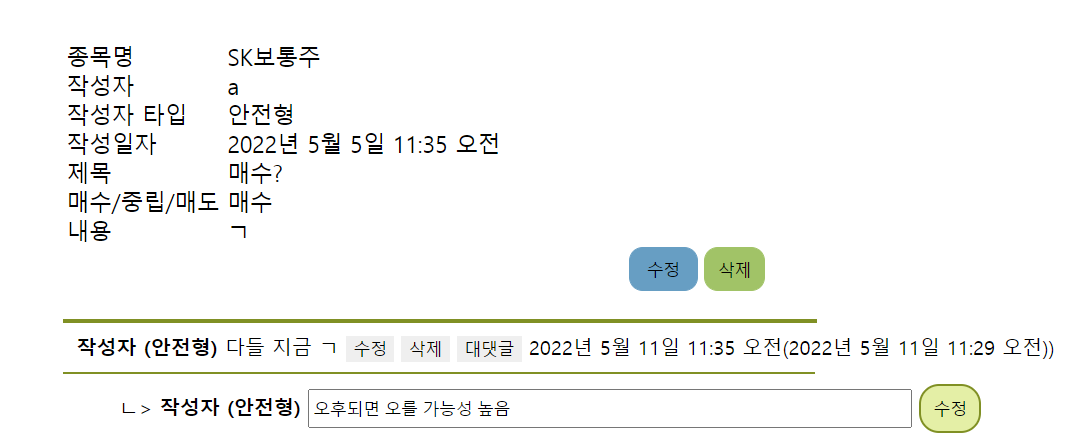 종목명 SK보통주
작성자 a
작성자 타입 안전형
작성일자 2022년 5월 5일 11:35 오전
제목 매수?
매수/중립/매도 매수
내용 ㄱ
수정 삭제
작성자 (안전형) 다들 지금 ㄱ 수정 삭제 대댓글 2022년 5월 11일 11:35 오전(2022년 5월 11일 11:29 오전))
ㄴ> 작성자 (안전형) 오후되면 오를 가능성 높음 수정